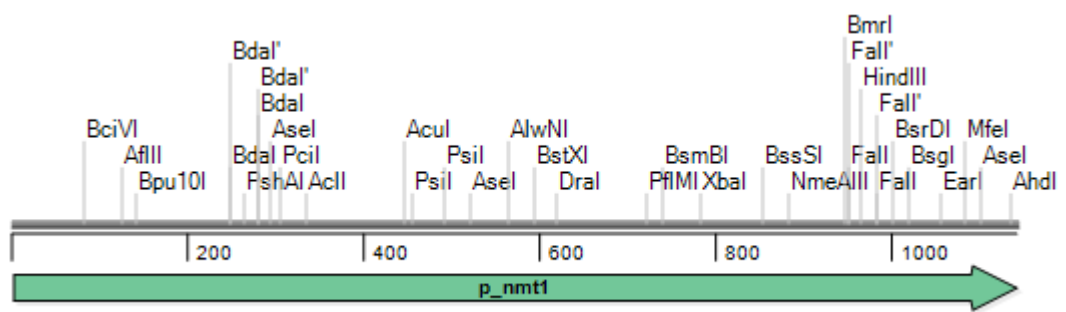 BmrI
BdaI' FalI'
BdaI' HindIII
BdaI FalI'
BciVI AseI AcuI AlwNI BsrDI MfeI
AflII BdaI PciI PsiI BstXI BsmBI BssSI FalI BsgI AseI
Bpu10I PshAI AclI PsiI AseI DraI PflMI XbaI NmeAIII FalI EarI AhdI
200 400 600 800 1000
p_nmt1